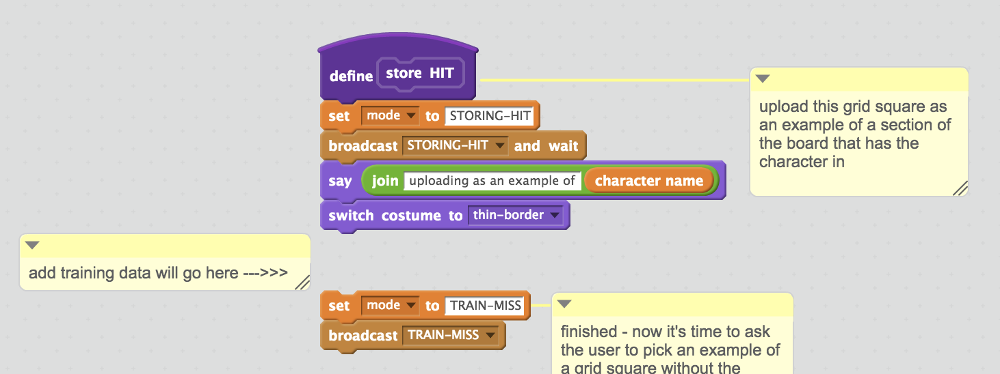 define store HIT
set mode to STORING-HIT
broadcast STORING-HIT and wait
say join uploading as an example of character name
switch costume to thin-border
upload this grid square as
an example of a section of
the board that has the
character in
add training data will go here --->>>
set mode to TRAIN-MISS
broadcast TRAIN-MISS
finished - now it's time to ask
the user to pick an example of
a grid square without the